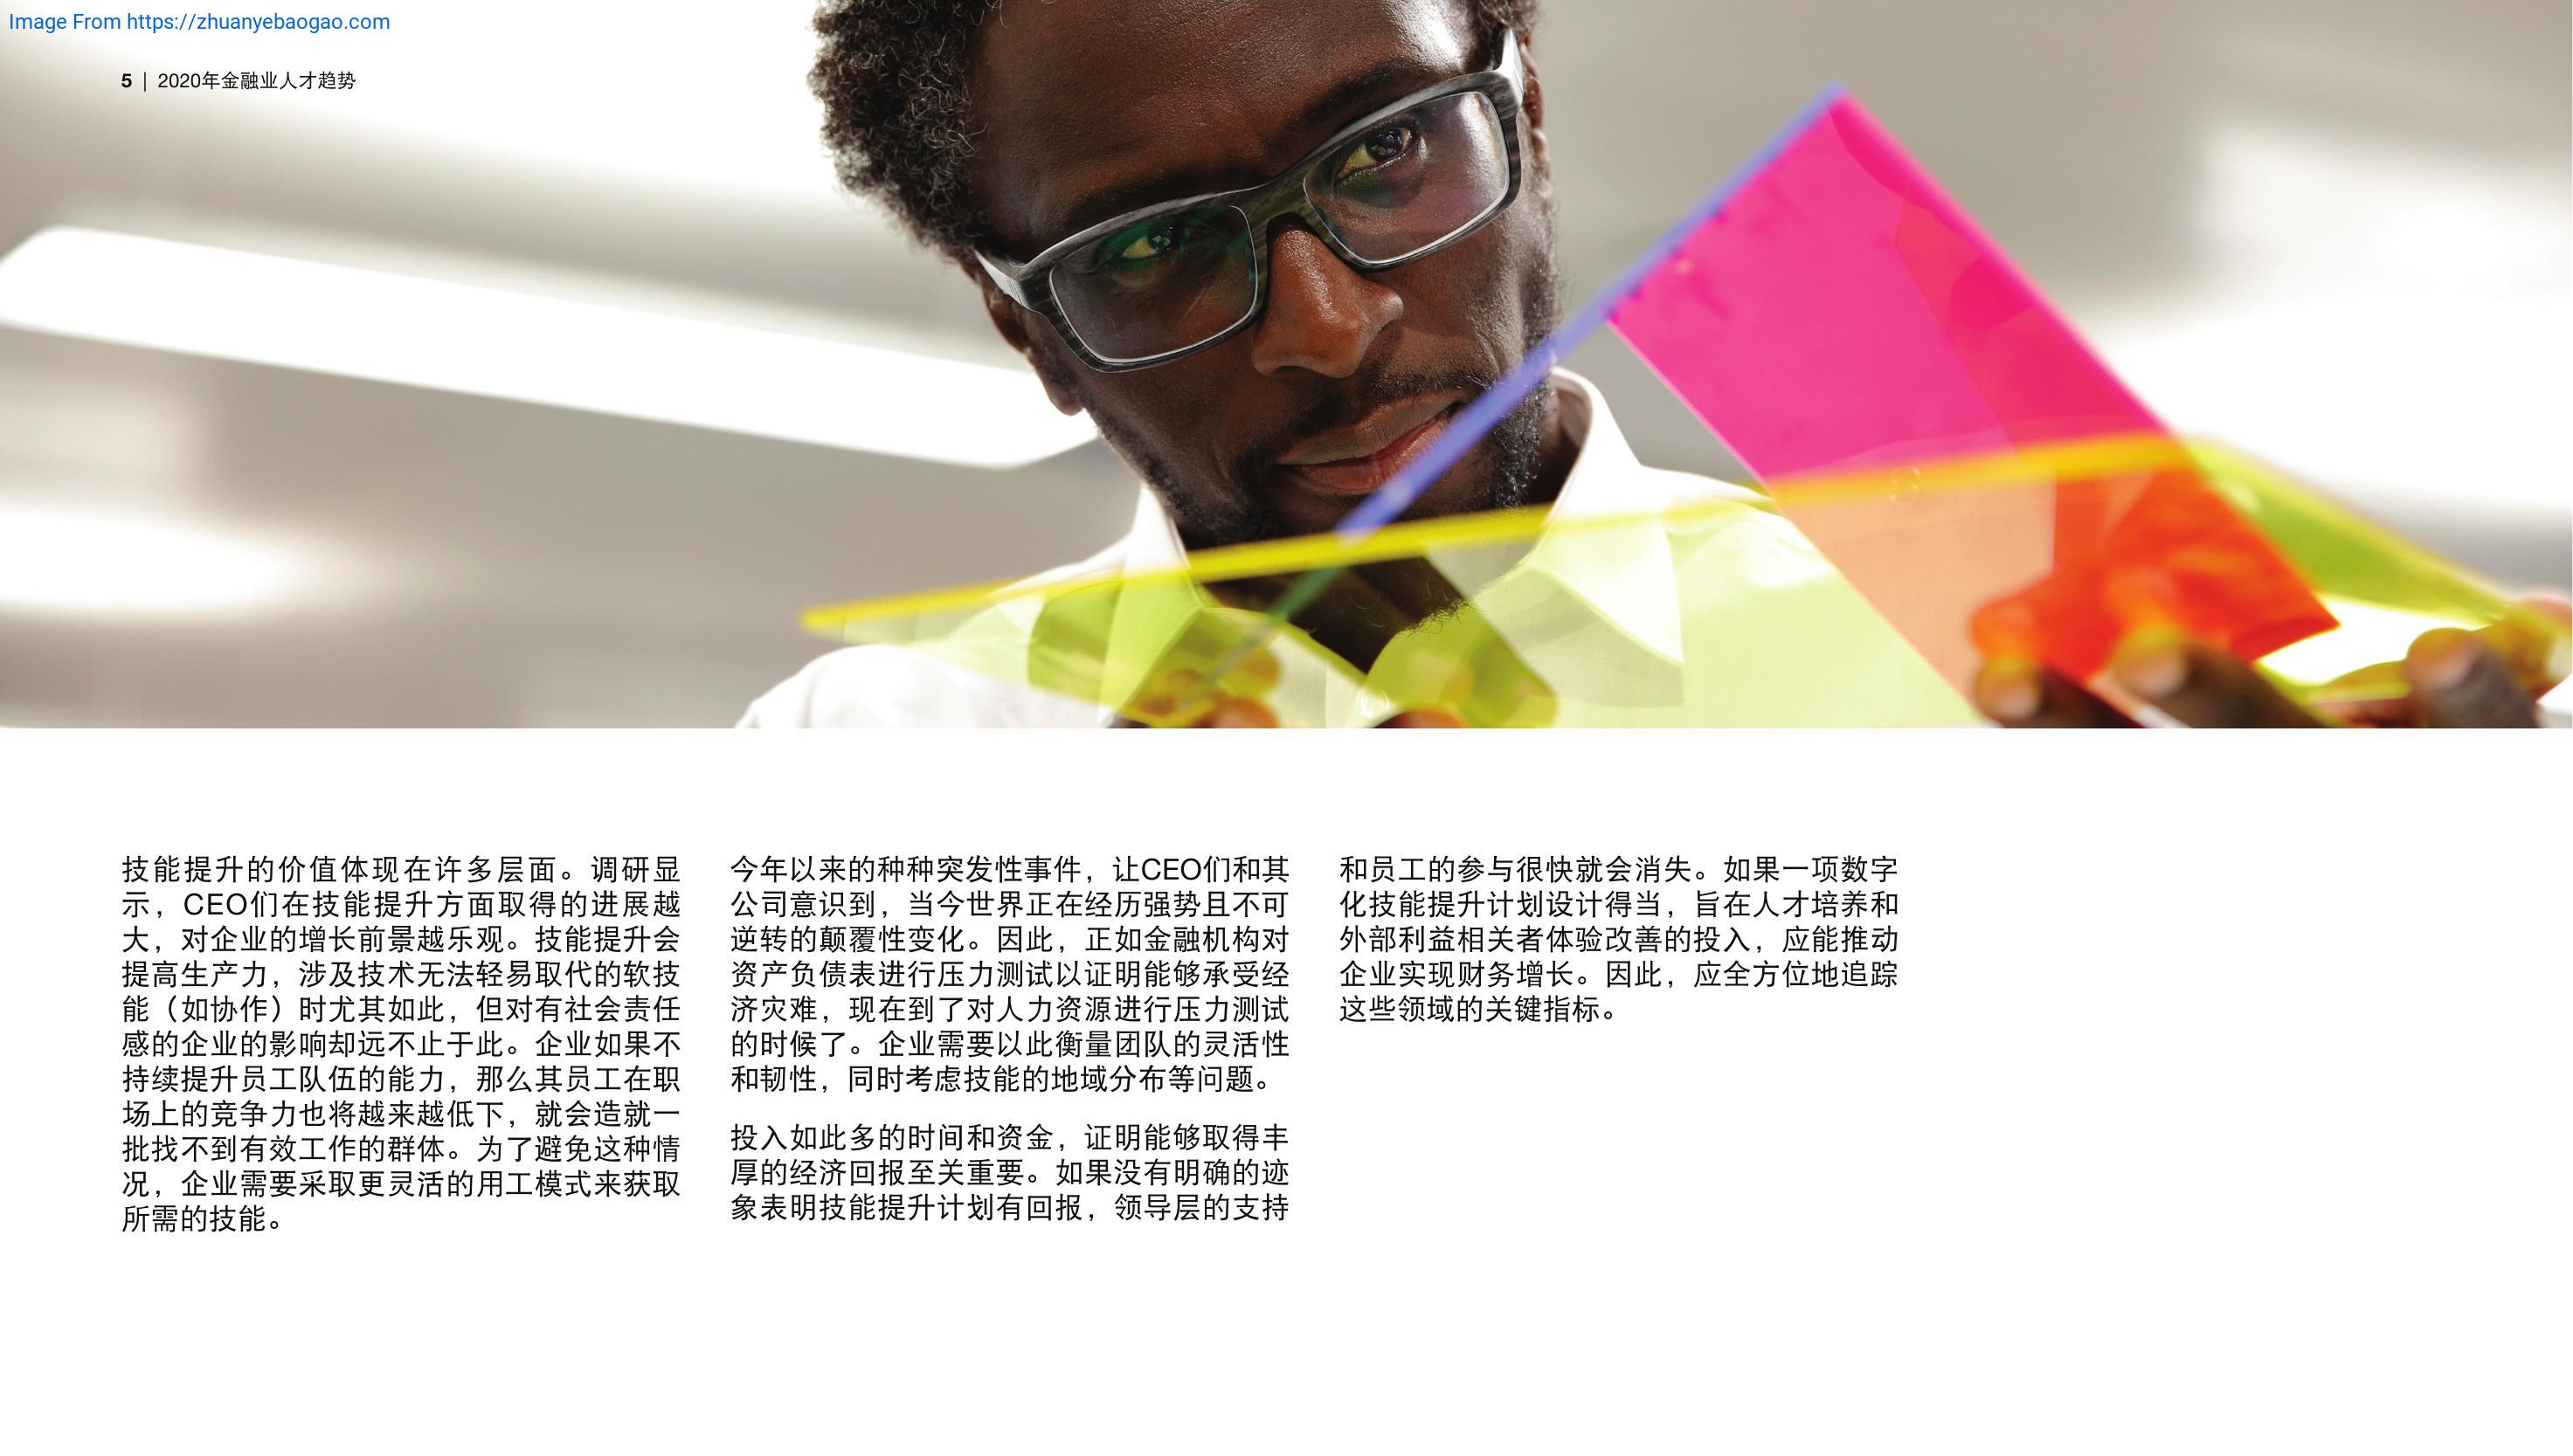 Image From https://zhuanyebaogao.com
5 | 2020年金融业人才趋势
技能提升的价值体现在许多层面。调研显
示，CEO们在技能提升方面取得的进展越
大，对企业的增长前景越乐观。技能提升会
提高生产力，涉及技术无法轻易取代的软技
能（如协作）时尤其如此，但对有社会责任
感的企业的影响却远不止于此。企业如果不
持续提升员工队伍的能力，那么其员工在职
场上的竞争力也将越来越低下，就会造就一
批找不到有效工作的群体。为了避免这种情
况，企业需要采取更灵活的用工模式来获取
所需的技能。
今年以来的种种突发性事件，让CEO们和其
公司意识到，当今世界正在经历强势且不可
逆转的颠覆性变化。因此，正如金融机构对
资产负债表进行压力测试以证明能够承受经
济灾难，现在到了对人力资源进行压力测试
的时候了。企业需要以此衡量团队的灵活性
和韧性，同时考虑技能的地域分布等问题。
投入如此多的时间和资金，证明能够取得丰
厚的经济回报至关重要。如果没有明确的迹
象表明技能提升计划有回报，领导层的支持
和员工的参与很快就会消失。如果一项数字
化技能提升计划设计得当，旨在人才培养和
外部利益相关者体验改善的投入，应能推动
企业实现财务增长。因此，应全方位地追踪
这些领域的关键指标。